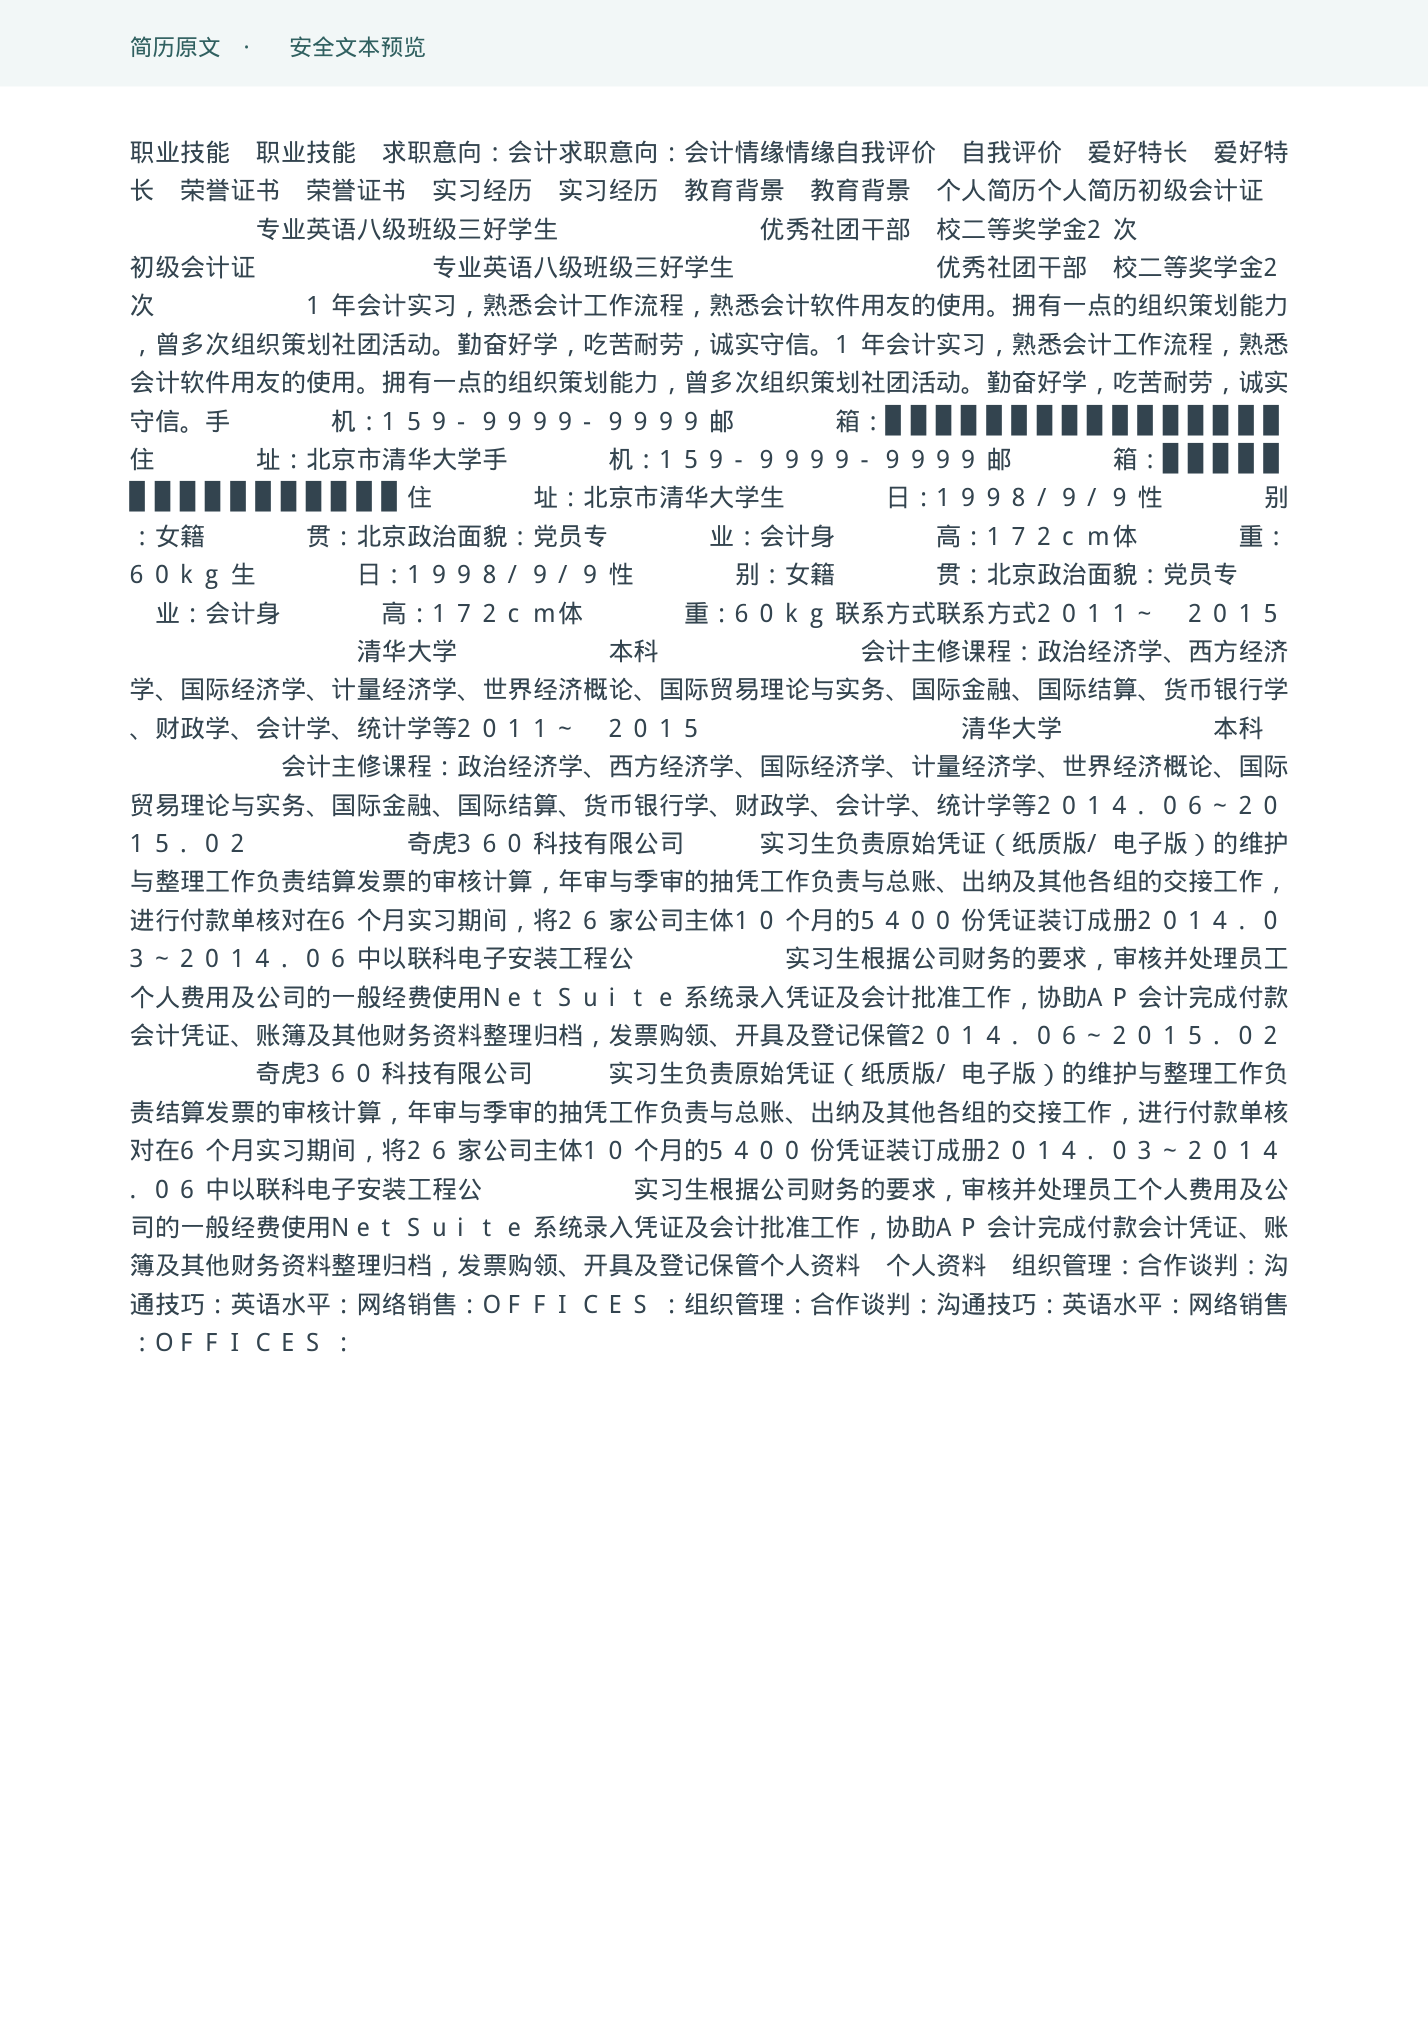 简历原文 · 安全文本预览
职业技能 职业技能 求职意向:会计求职意向:会计情缘情缘自我评价 自我评价 爱好特长 爱好特
长 荣誉证书 荣誉证书 实习经历 实习经历 教育背景 教育背景 个人简历个人简历初级会计证
专业英语八级班级三好学生 优秀社团干部 校二等奖学金2 次
初级会计证 专业英语八级班级三好学生 优秀社团干部 校二等奖学金2
次 1 年会计实习,熟悉会计工作流程,熟悉会计软件用友的使用。拥有一点的组织策划能力
,曾多次组织策划社团活动。勤奋好学,吃苦耐劳,诚实守信。1 年会计实习,熟悉会计工作流程,熟悉
会计软件用友的使用。拥有一点的组织策划能力,曾多次组织策划社团活动。勤奋好学,吃苦耐劳,诚实
守信。手 机:159-9999-9999邮 箱:████████████████
住 址:北京市清华大学手 机:159-9999-9999邮 箱:█████
███████████住 址:北京市清华大学生 日:1998/9/9性 别
:女籍 贯:北京政治面貌:党员专 业:会计身 高:172cm体 重:
60kg生 日:1998/9/9性 别:女籍 贯:北京政治面貌:党员专
业:会计身 高:172cm体 重:60kg联系方式联系方式2011~ 2015
清华大学 本科 会计主修课程:政治经济学、西方经济
学、国际经济学、计量经济学、世界经济概论、国际贸易理论与实务、国际金融、国际结算、货币银行学
、财政学、会计学、统计学等2011~ 2015 清华大学 本科
会计主修课程:政治经济学、西方经济学、国际经济学、计量经济学、世界经济概论、国际
贸易理论与实务、国际金融、国际结算、货币银行学、财政学、会计学、统计学等2014.06~20
15.02 奇虎360科技有限公司 实习生负责原始凭证(纸质版/电子版)的维护
与整理工作负责结算发票的审核计算,年审与季审的抽凭工作负责与总账、出纳及其他各组的交接工作,
进行付款单核对在6个月实习期间,将26家公司主体10个月的5400份凭证装订成册2014.0
3~2014.06中以联科电子安装工程公 实习生根据公司财务的要求,审核并处理员工
个人费用及公司的一般经费使用NetSuite系统录入凭证及会计批准工作,协助AP会计完成付款
会计凭证、账簿及其他财务资料整理归档,发票购领、开具及登记保管2014.06~2015.02
奇虎360科技有限公司 实习生负责原始凭证(纸质版/电子版)的维护与整理工作负
责结算发票的审核计算,年审与季审的抽凭工作负责与总账、出纳及其他各组的交接工作,进行付款单核
对在6个月实习期间,将26家公司主体10个月的5400份凭证装订成册2014.03~2014
.06中以联科电子安装工程公 实习生根据公司财务的要求,审核并处理员工个人费用及公
司的一般经费使用NetSuite系统录入凭证及会计批准工作,协助AP会计完成付款会计凭证、账
簿及其他财务资料整理归档,发票购领、开具及登记保管个人资料 个人资料 组织管理:合作谈判:沟
通技巧:英语水平:网络销售:OFFICES:组织管理:合作谈判:沟通技巧:英语水平:网络销售
:OFFICES: